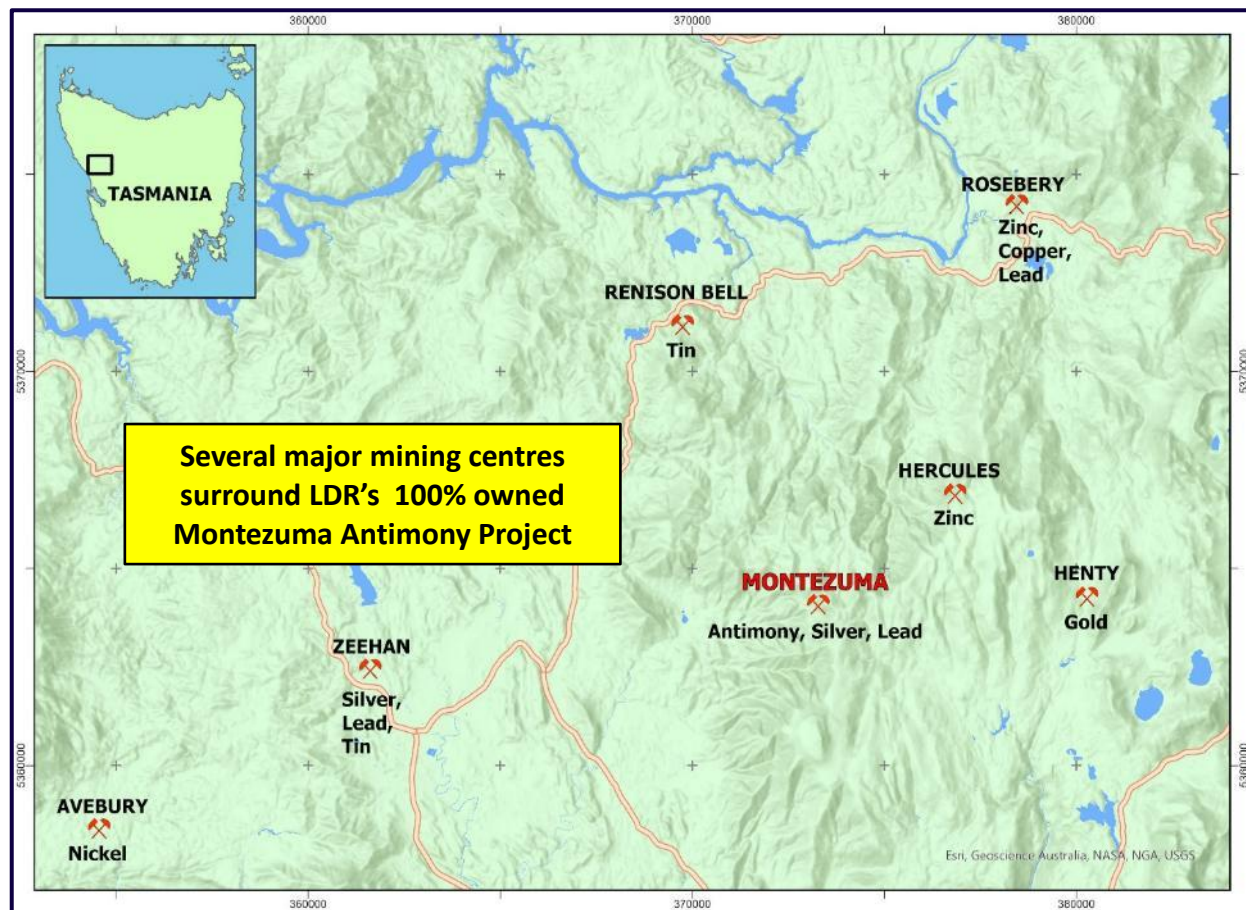 360000
370000
380000
TASMANIA
ROSEBERY
Zinc,
Copper,
Lead
RENISON BELL
Tin
5370000
5370000
Several major mining centres
surround LDR's 100% owned
Montezuma Antimony Project
HERCULES
Zinc
MONTEZUMA
Antimony, Silver, Lead
HENTY
Gold
ZEEHAN
Silver,
Lead,
Tin
5360000
5360000
AVEBURY
Nickel
Esri, Geoscience Australia, NASA, NGA, USGS
360000
370000
380000